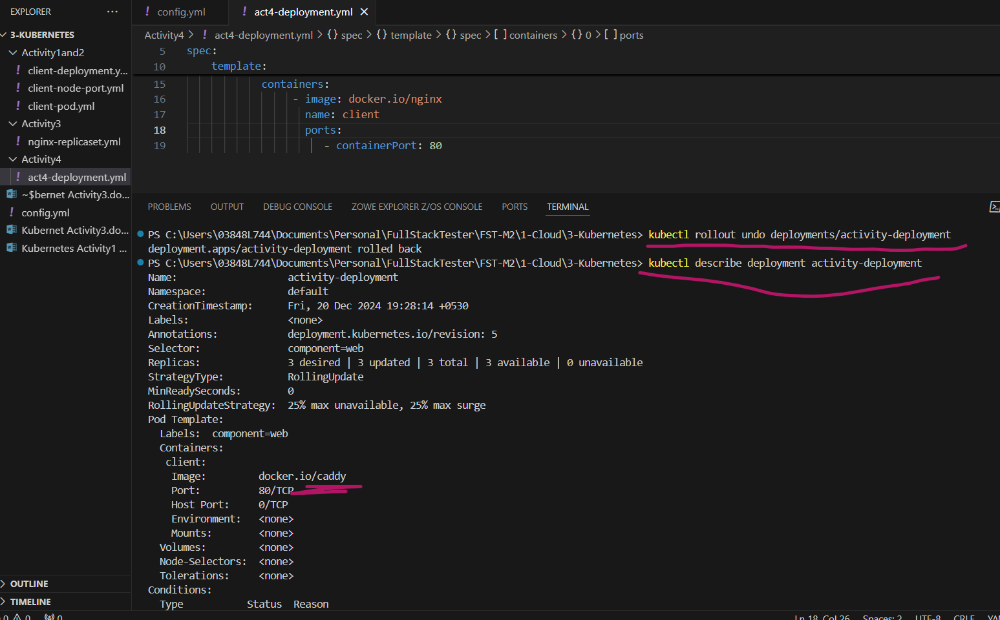 EXPLORER ...
3-KUBERNETES
Activity1and2
! client-deployment.y...
! client-node-port.yml
! client-pod.yml
Activity3
! nginx-replicaset.yml
Activity4
! act4-deployment.yml
~$bernet Activity3.do...
! config.yml
Kubernet Activity3.do...
Kubernetes Activity1 ...
OUTLINE
TIMELINE
! config.yml
! act4-deployment.yml ×
Activity4 > ! act4-deployment.yml > {} spec > {} template > {} spec > [ ] containers > {} 0 > [ ] ports
5 spec:
10 template:
15 containers:
16 - image: docker.io/nginx
17 name: client
18 ports:
19 - containerPort: 80
PROBLEMS OUTPUT DEBUG CONSOLE ZOWE EXPLORER Z/OS CONSOLE PORTS TERMINAL
PS C:\Users\03848L744\Documents\Personal\FullStackTester\FST-M2\1-Cloud\3-Kubernetes> kubectl rollout undo deployments/activity-deployment
deployment.apps/activity-deployment rolled back
PS C:\Users\03848L744\Documents\Personal\FullStackTester\FST-M2\1-Cloud\3-Kubernetes> kubectl describe deployment activity-deployment
Name: activity-deployment
Namespace: default
CreationTimestamp: Fri, 20 Dec 2024 19:28:14 +0530
Labels: <none>
Annotations: deployment.kubernetes.io/revision: 5
Selector: component=web
Replicas: 3 desired | 3 updated | 3 total | 3 available | 0 unavailable
StrategyType: RollingUpdate
MinReadySeconds: 0
RollingUpdateStrategy: 25% max unavailable, 25% max surge
Pod Template:
Labels: component=web
Containers:
client:
Image: docker.io/caddy
Port: 80/TCP
Host Port: 0/TCP
Environment: <none>
Mounts: <none>
Volumes: <none>
Node-Selectors: <none>
Tolerations: <none>
Conditions:
Type Status Reason
0 0 0 Ln 18, Col 26 Spaces: 2 UTF-8 CRLF